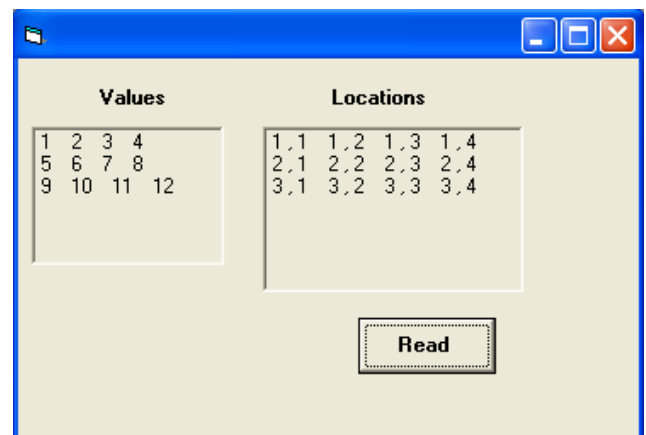 Values
Locations
1 2 3 4
5 6 7 8
9 10 11 12
1,1 1,2 1,3 1,4
2,1 2,2 2,3 2,4
3,1 3,2 3,3 3,4
Read